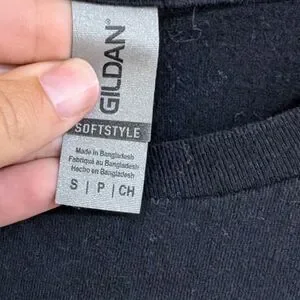 GILDAN
SOFTSTYLE
Made in Bangladesh
Fabriqué au Bangladesh
Hecho en Bangladesh
S | P | CH